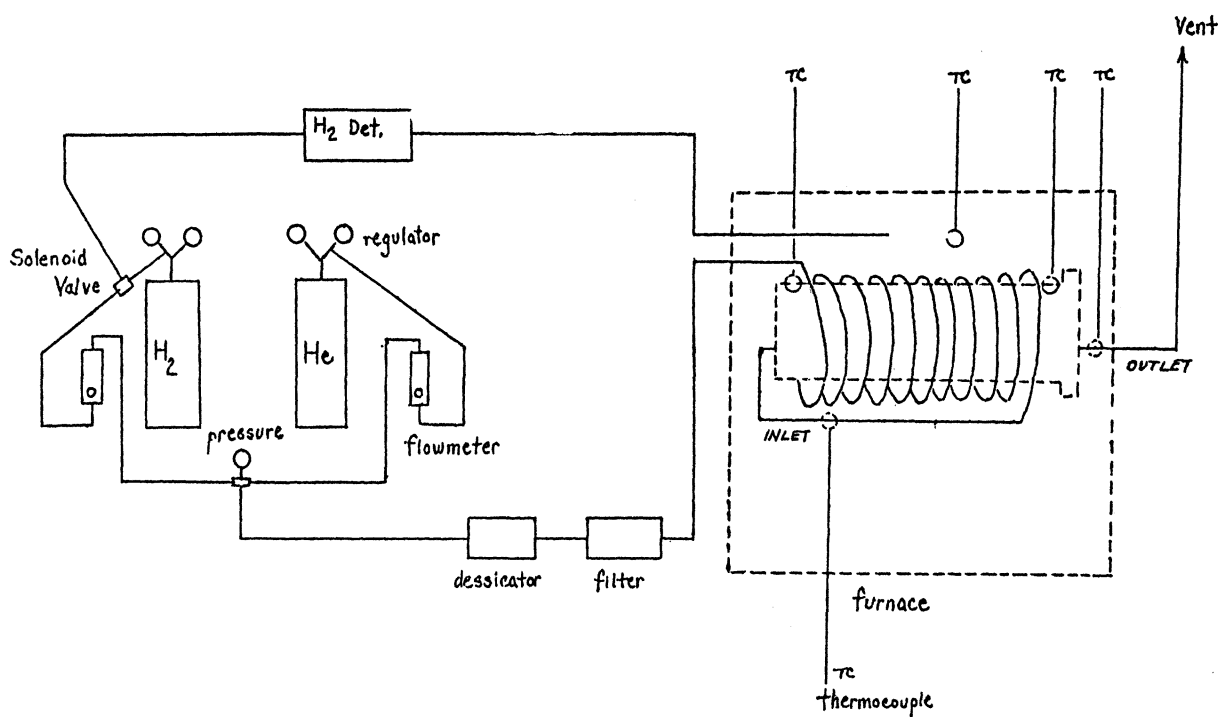 Vent
TC
TC
TC
TC
H2 Det.
regulator
Solenoid
Valve
H2
He
OUTLET
pressure
flowmeter
INLET
dessicator
filter
furnace
TC
thermocouple